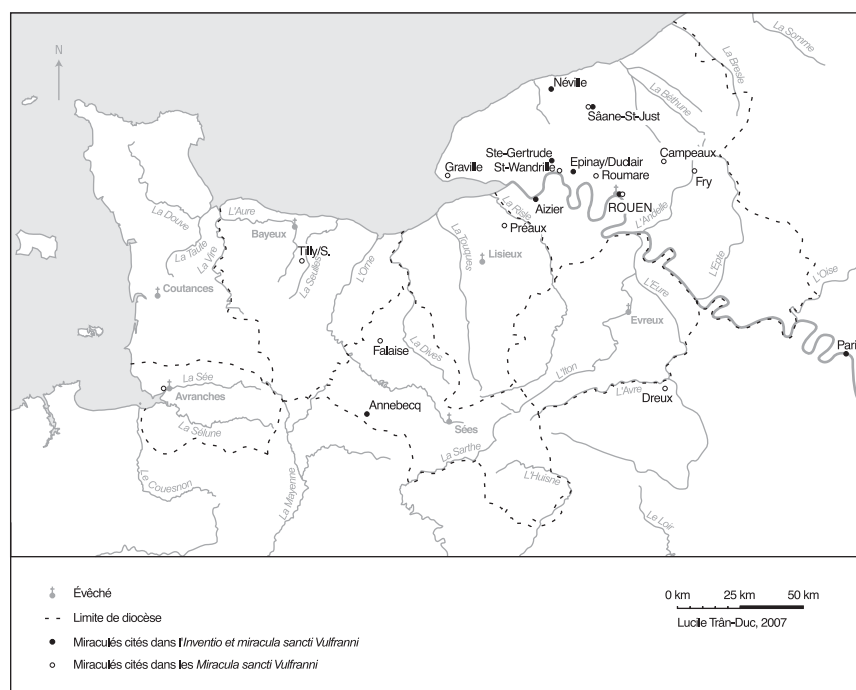 N
La Somme
La Bresle
La Béthune
Néville
Sâane-St-Just
Ste-Gertrude
St-Wandrille
Epinay/Duclair
Roumare
Campeaux
Fry
Graville
ROUEN
Aizier
La Risle
Préaux
L'Andelle
L'Epte
L'Oise
La Douve
L'Aure
Bayeux
La Taute
La Vire
Tilly/S.
La Seulles
L'Orne
La Touques
Lisieux
Coutances
L'Eure
Evreux
Pari
Falaise
La Dives
L'Iton
La Sée
Avranches
L'Avre
Dreux
Annebecq
La Sélune
Sées
La Sarthe
Le Couesnon
La Mayenne
L'Huisne
Le Loir
Évêché
Limite de diocèse
Miraculés cités dans l'Inventio et miracula sancti Vulfranni
Miraculés cités dans les Miracula sancti Vulfranni
0 km 25 km 50 km
Lucile Trân-Duc, 2007